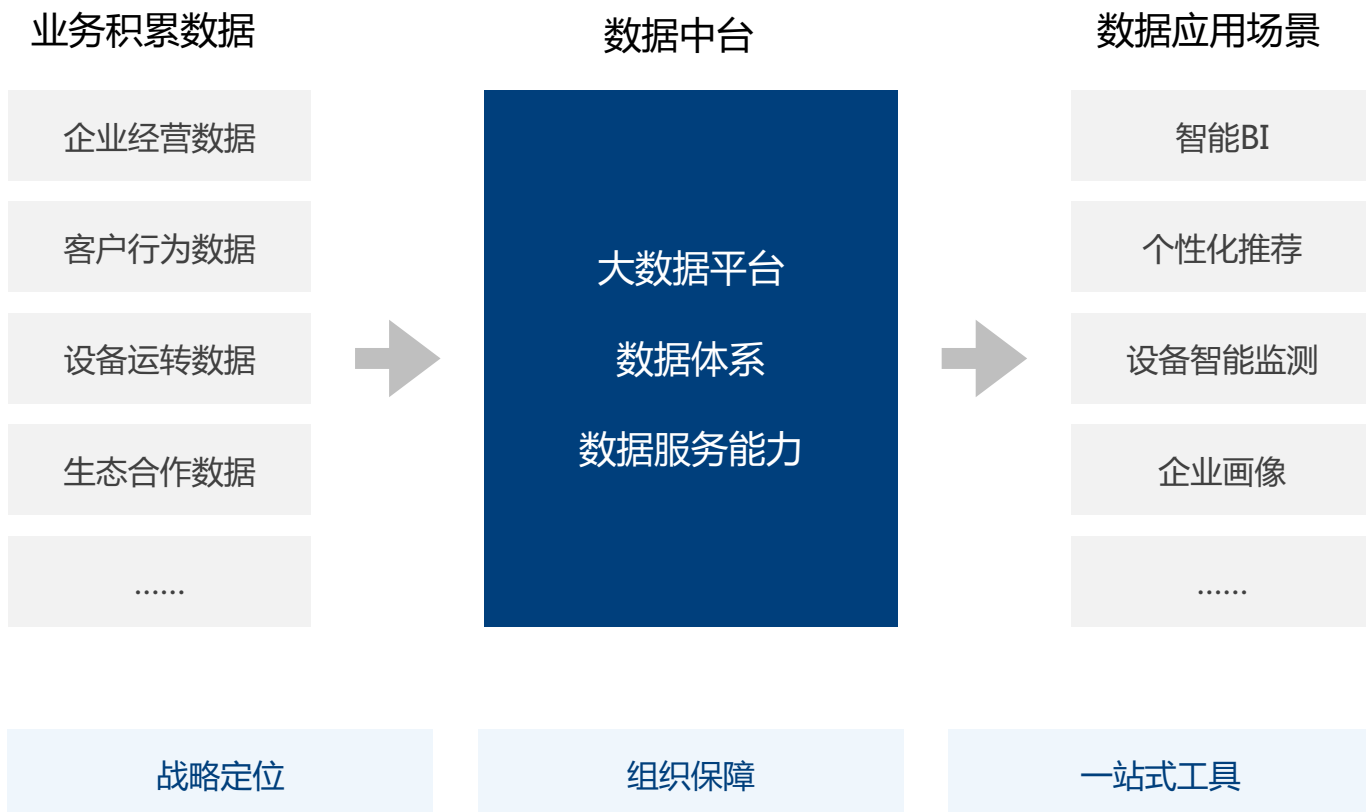 业务积累数据
数据中台
数据应用场景
企业经营数据
客户行为数据
设备运转数据
生态合作数据
……
大数据平台
数据体系
数据服务能力
智能BI
个性化推荐
设备智能监测
企业画像
……
战略定位
组织保障
一站式工具